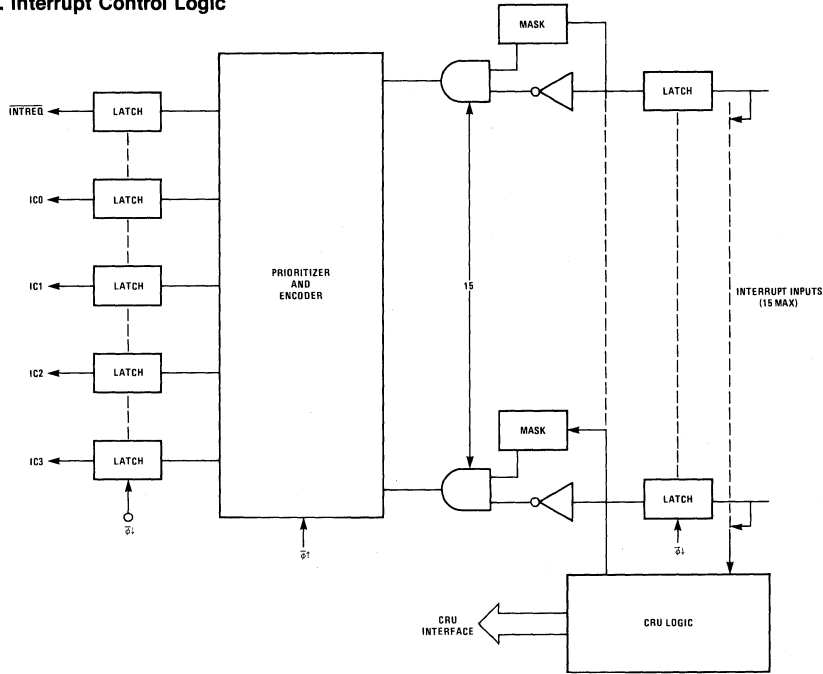 . Interrupt Control Logic
MASK
LATCH
INTREQ
LATCH
IC0
LATCH
IC1
LATCH
PRIORITIZER
AND
ENCODER
15
INTERRUPT INPUTS
(15 MAX)
IC2
LATCH
MASK
IC3
LATCH
LATCH
φ̅↓
φ̅↑
φ̅↓
CRU
INTERFACE
CRU LOGIC